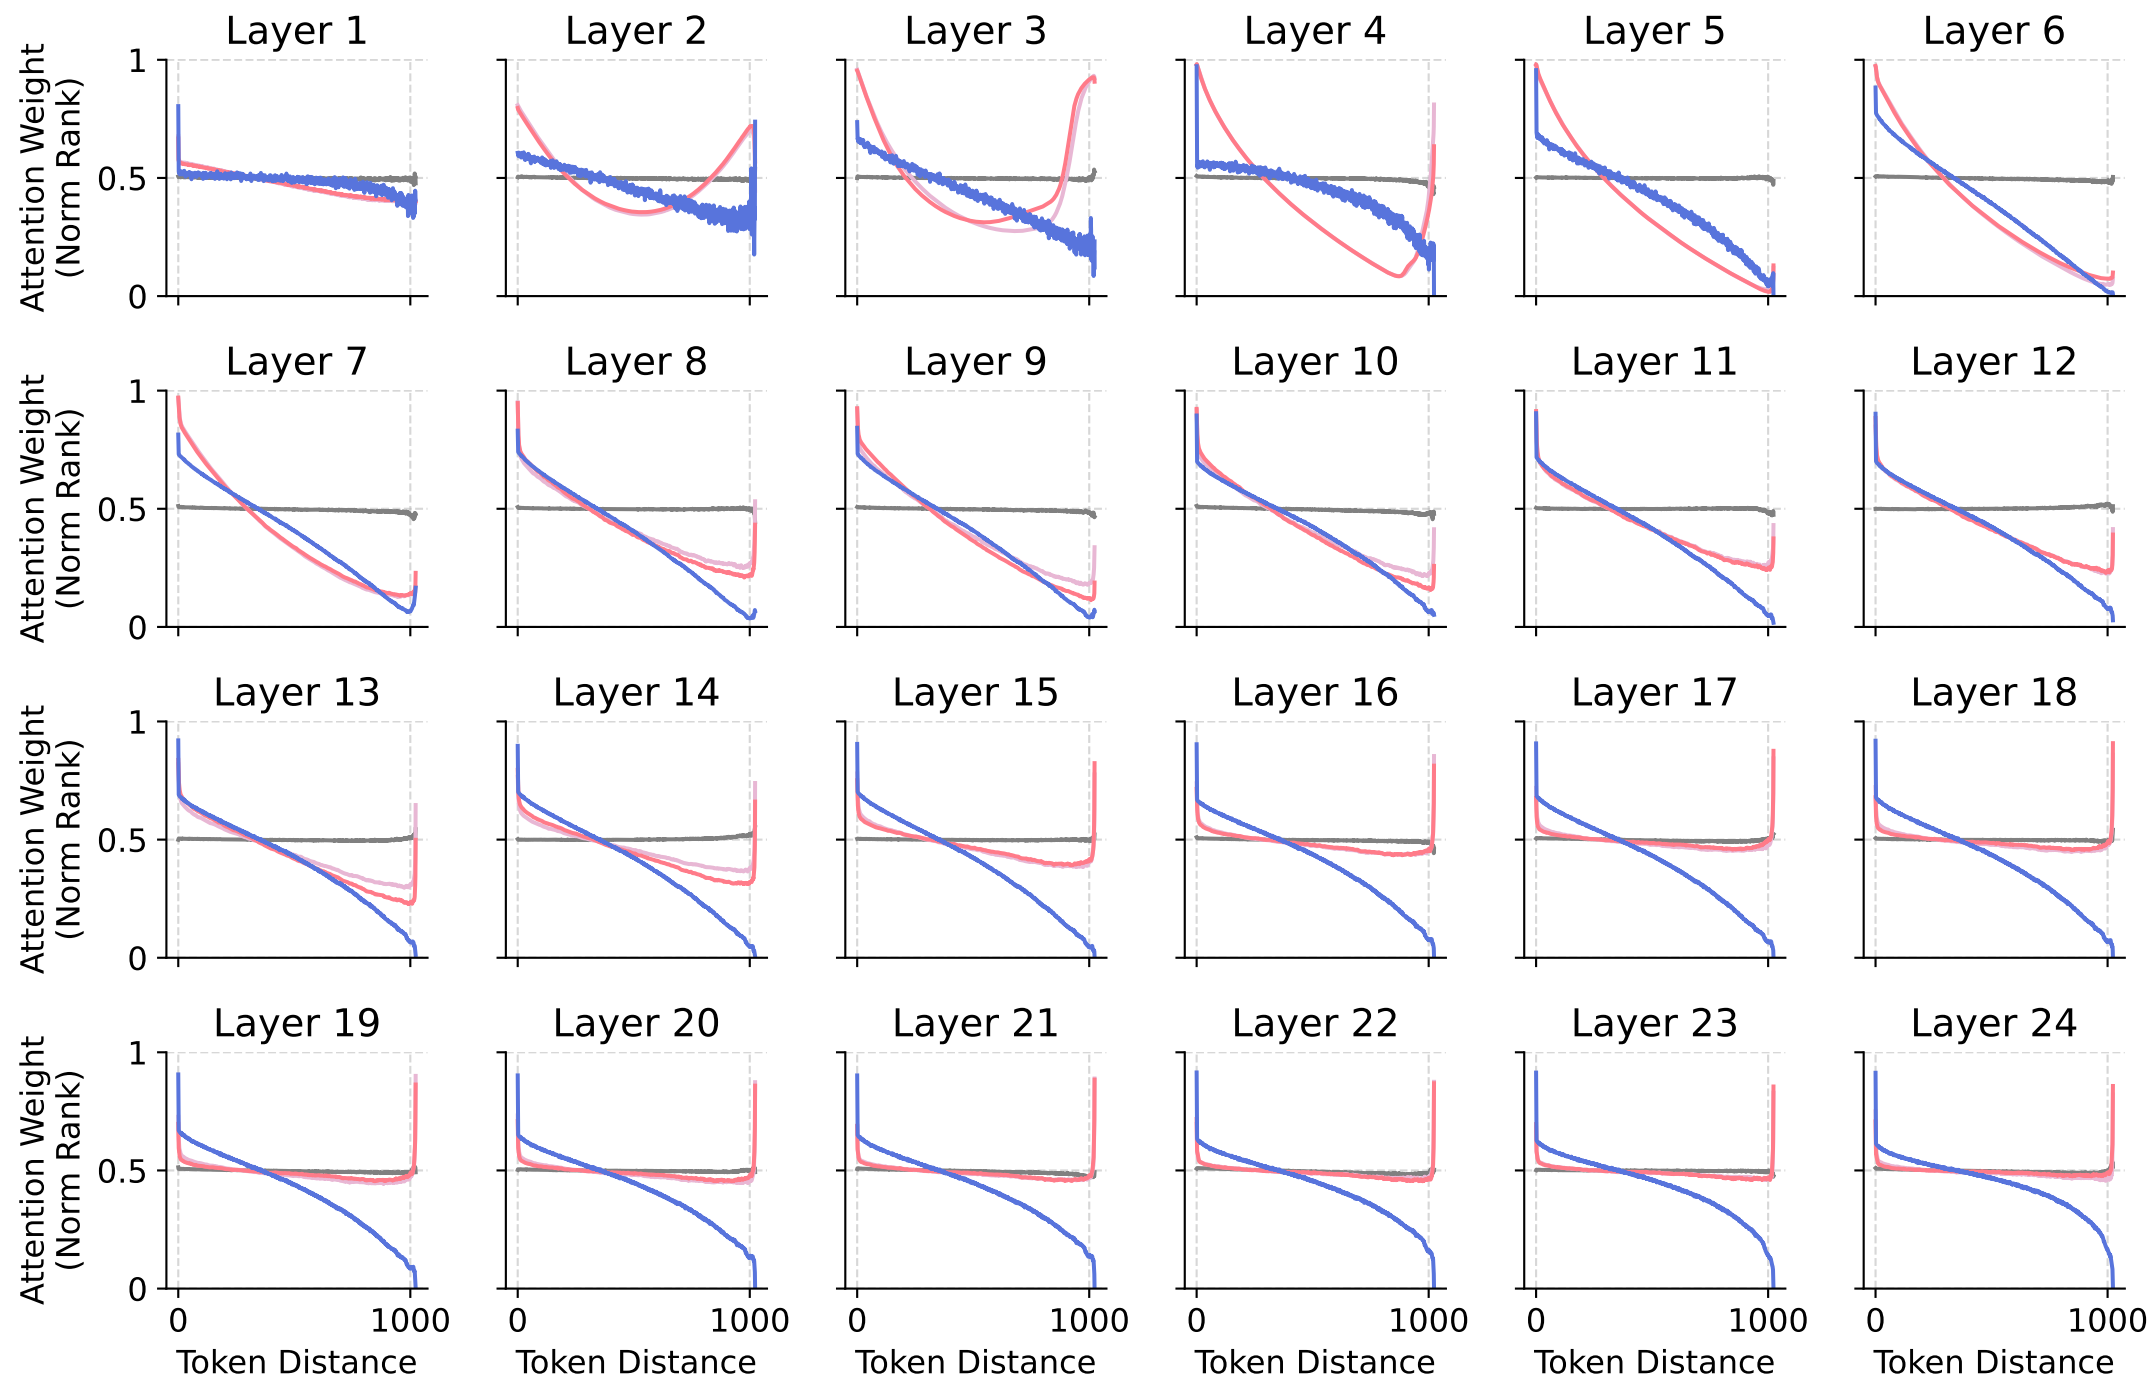 Layer 1 Layer 2 Layer 3 Layer 4 Layer 5 Layer 6
Attention Weight
(Norm Rank)
1
0.5
0
Layer 7 Layer 8 Layer 9 Layer 10 Layer 11 Layer 12
Attention Weight
(Norm Rank)
1
0.5
0
Layer 13 Layer 14 Layer 15 Layer 16 Layer 17 Layer 18
Attention Weight
(Norm Rank)
1
0.5
0
Layer 19 Layer 20 Layer 21 Layer 22 Layer 23 Layer 24
Attention Weight
(Norm Rank)
1
0.5
0
0 1000 0 1000 0 1000 0 1000 0 1000 0 1000
Token Distance Token Distance Token Distance Token Distance Token Distance Token Distance